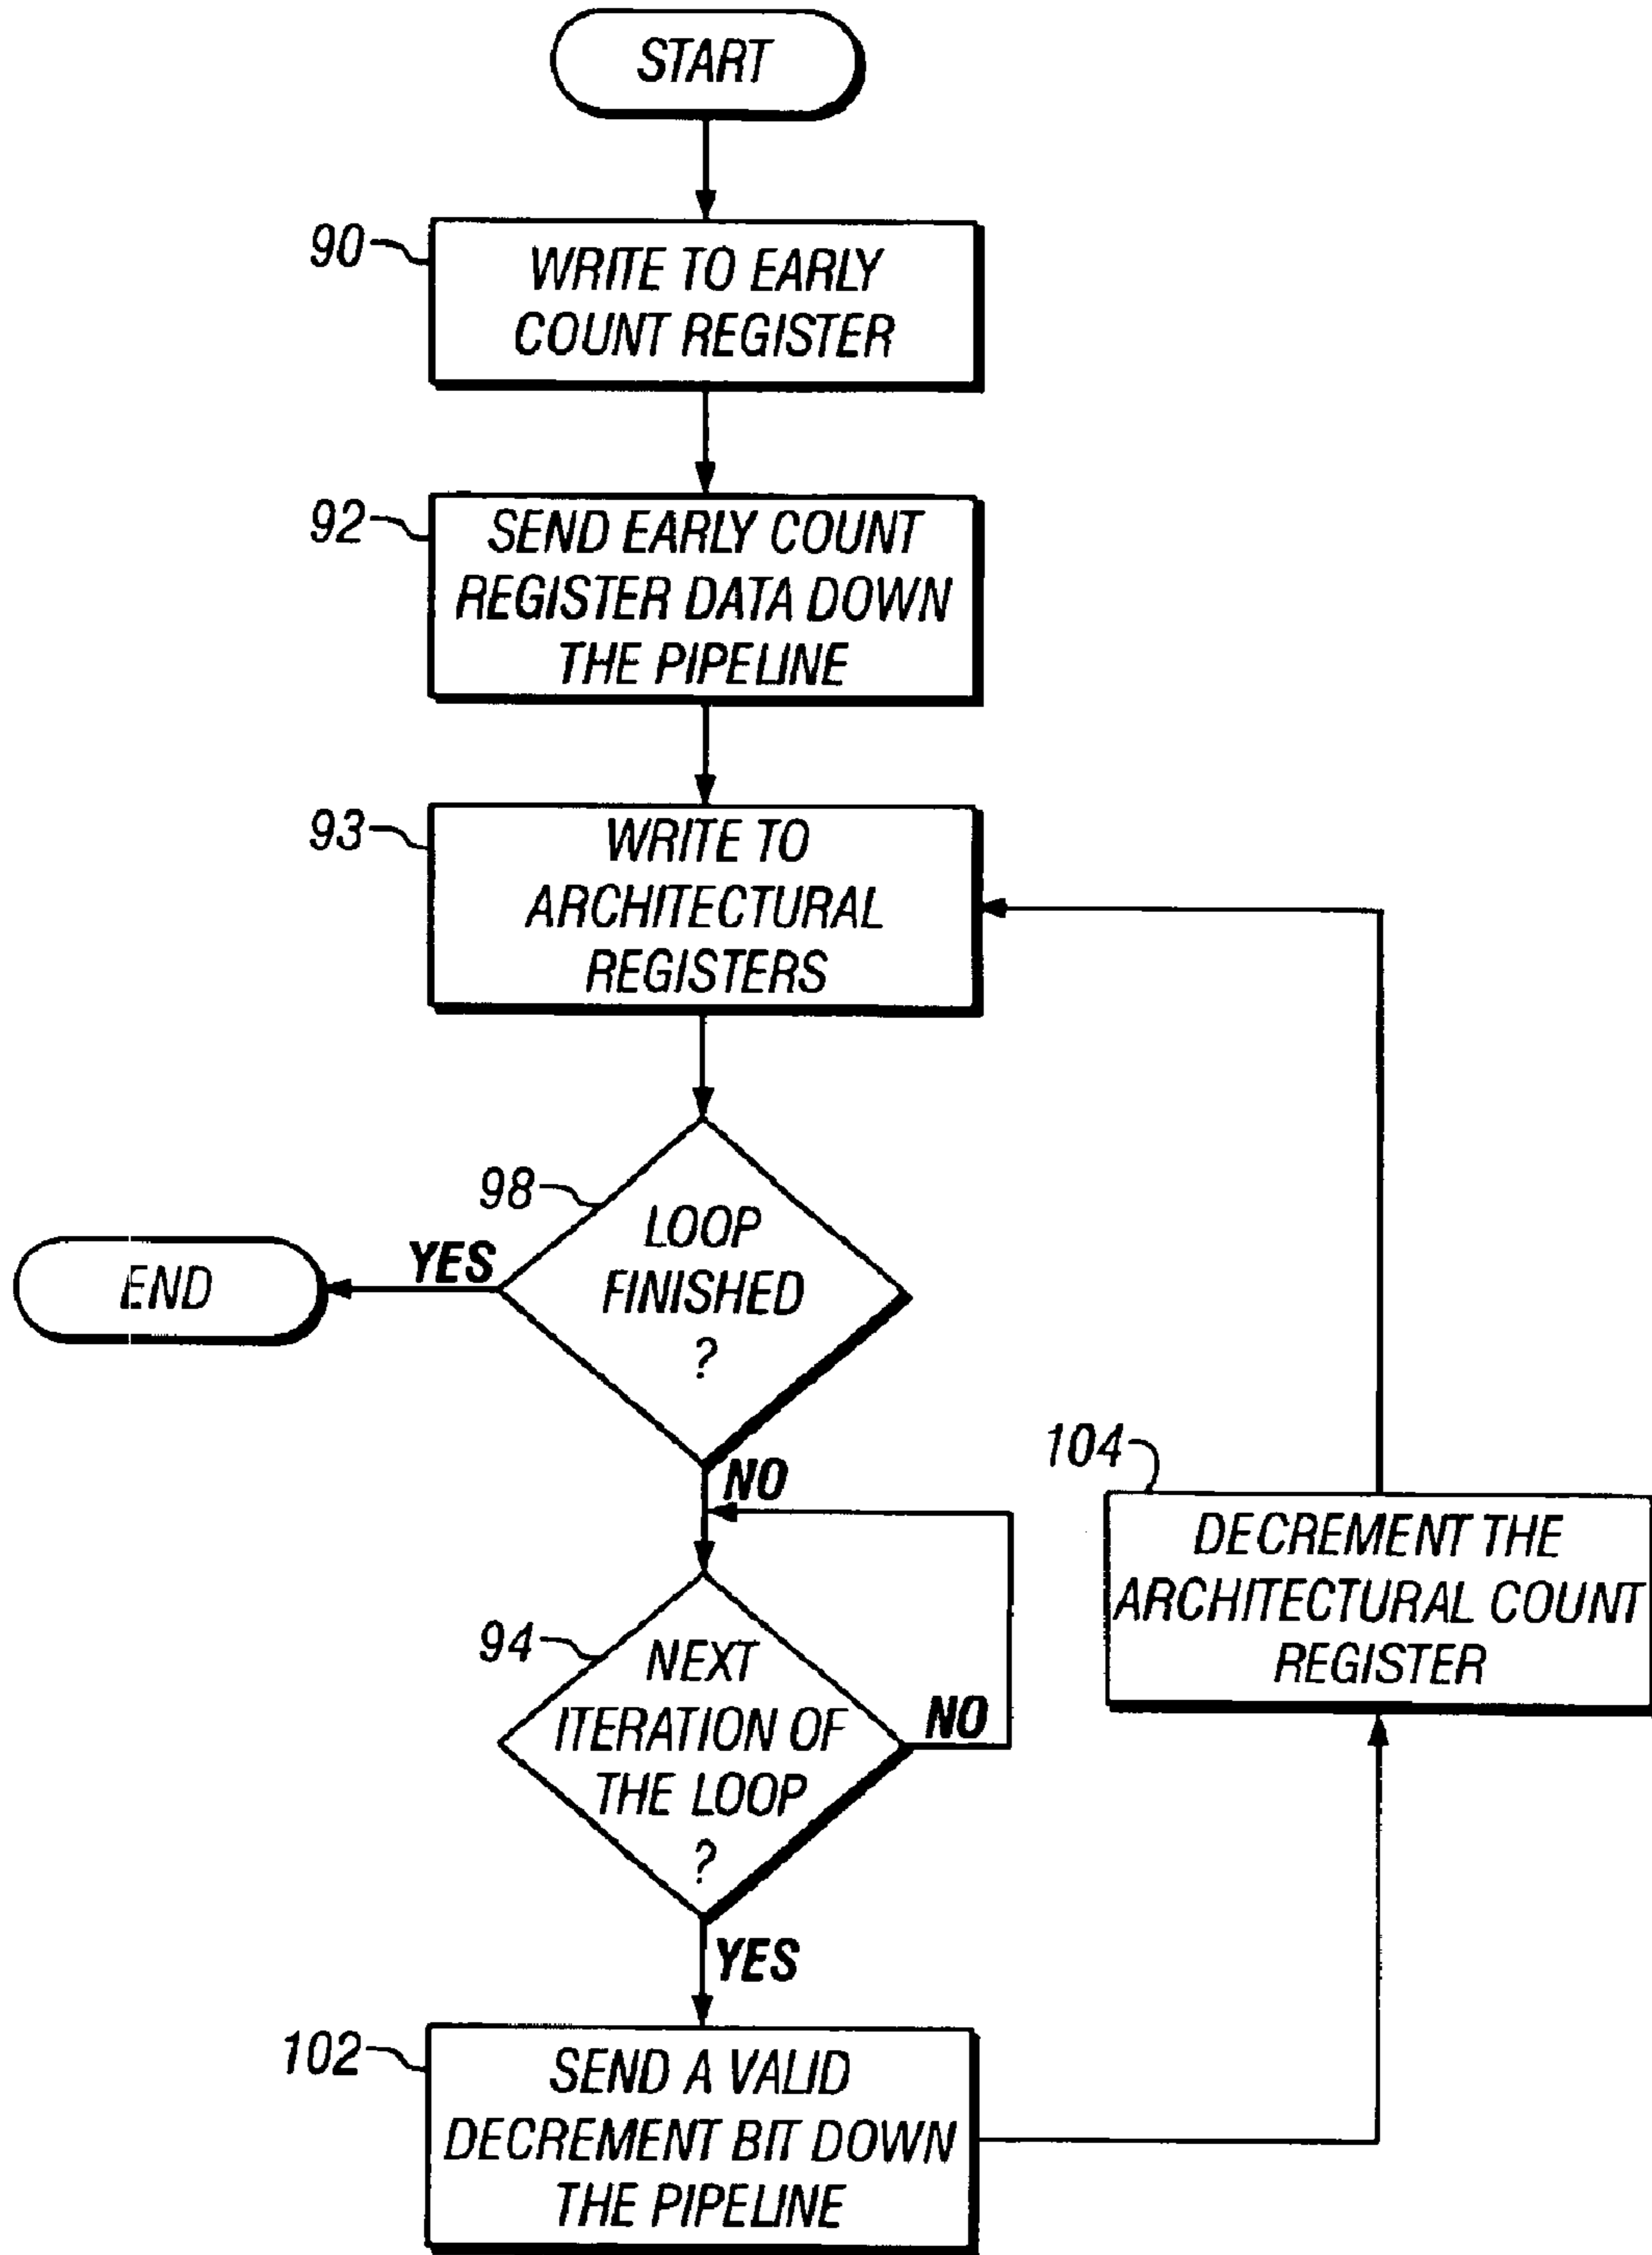 START
90
WRITE TO EARLY
COUNT REGISTER
92
SEND EARLY COUNT
REGISTER DATA DOWN
THE PIPELINE
93
WRITE TO
ARCHITECTURAL
REGISTERS
98
LOOP
FINISHED
?
YES
END
NO
94
NEXT
ITERATION OF
THE LOOP
?
NO
YES
104
DECREMENT THE
ARCHITECTURAL COUNT
REGISTER
102
SEND A VALID
DECREMENT BIT DOWN
THE PIPELINE